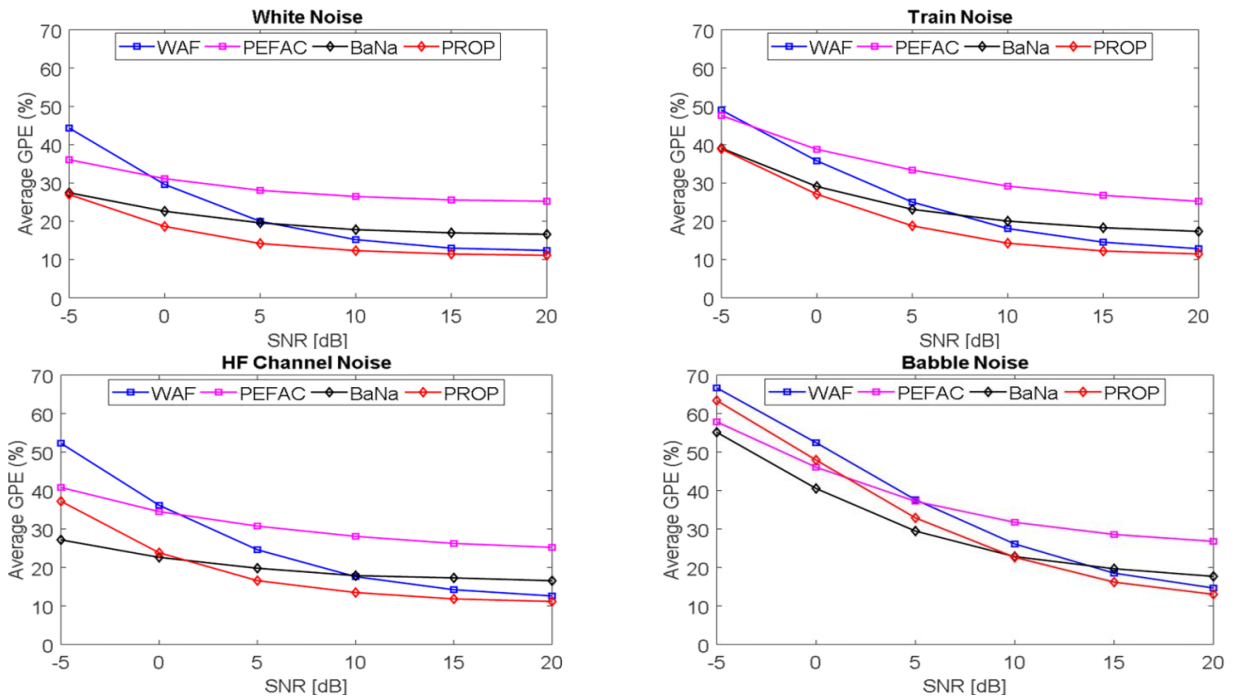 White Noise
WAF PEFAC BaNa PROP
Average GPE (%)
70
60
50
40
30
20
10
0
-5 0 5 10 15 20
SNR [dB]
Train Noise
WAF PEFAC BaNa PROP
Average GPE (%)
70
60
50
40
30
20
10
0
-5 0 5 10 15 20
SNR [dB]
HF Channel Noise
WAF PEFAC BaNa PROP
Average GPE (%)
70
60
50
40
30
20
10
0
-5 0 5 10 15 20
SNR [dB]
Babble Noise
WAF PEFAC BaNa PROP
Average GPE (%)
70
60
50
40
30
20
10
0
-5 0 5 10 15 20
SNR [dB]